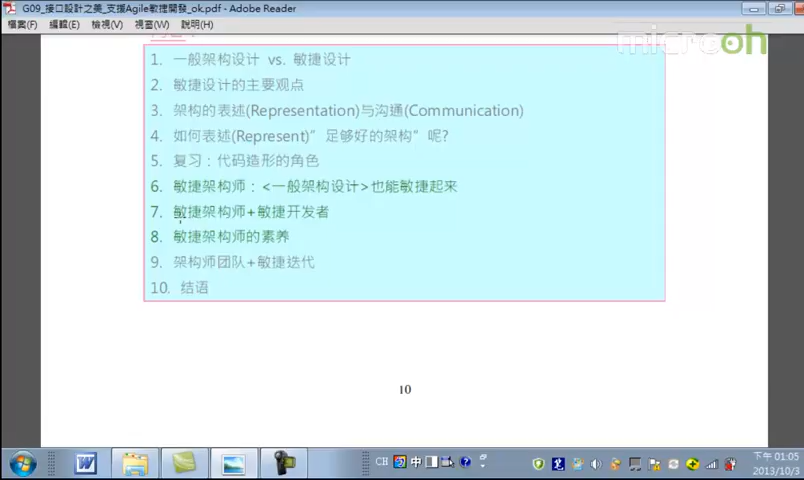 G09_接口設計之美_支援Agile敏捷開發_ok.pdf - Adobe Reader
檔案(F) 編輯(E) 檢視(V) 視窗(W) 說明(H)
microoh
1. 一般架构设计 vs. 敏捷设计
2. 敏捷设计的主要观点
3. 架构的表述(Representation)与沟通(Communication)
4. 如何表述(Represent)"足够好的架构"呢?
5. 复习：代码造形的角色
6. 敏捷架构师：<一般架构设计>也能敏捷起来
7. 敏捷架构师+敏捷开发者
8. 敏捷架构师的素养
9. 架构师团队+敏捷迭代
10. 结语
10
CH 中
下午 01:05
2013/10/3